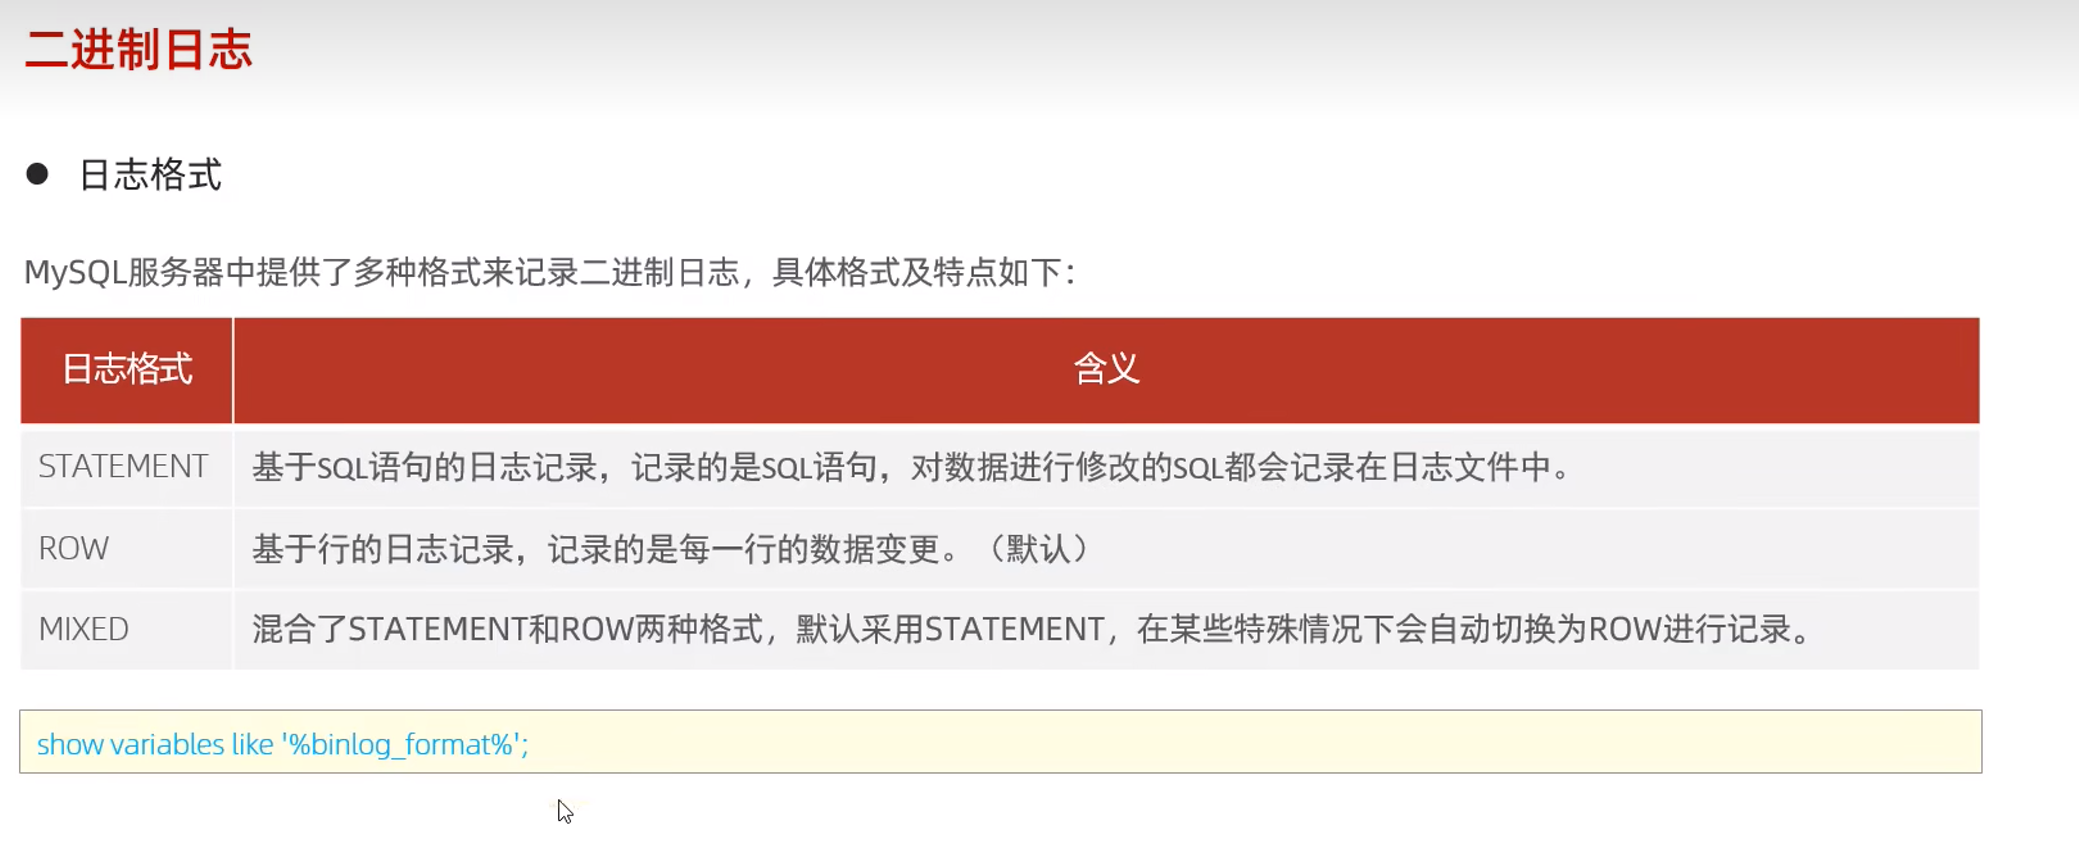 二进制日志
● 日志格式
MySQL服务器中提供了多种格式来记录二进制日志，具体格式及特点如下：
日志格式 含义
STATEMENT 基于SQL语句的日志记录，记录的是SQL语句，对数据进行修改的SQL都会记录在日志文件中。
ROW 基于行的日志记录，记录的是每一行的数据变更。（默认）
MIXED 混合了STATEMENT和ROW两种格式，默认采用STATEMENT，在某些特殊情况下会自动切换为ROW进行记录。
show variables like '%binlog_format%';